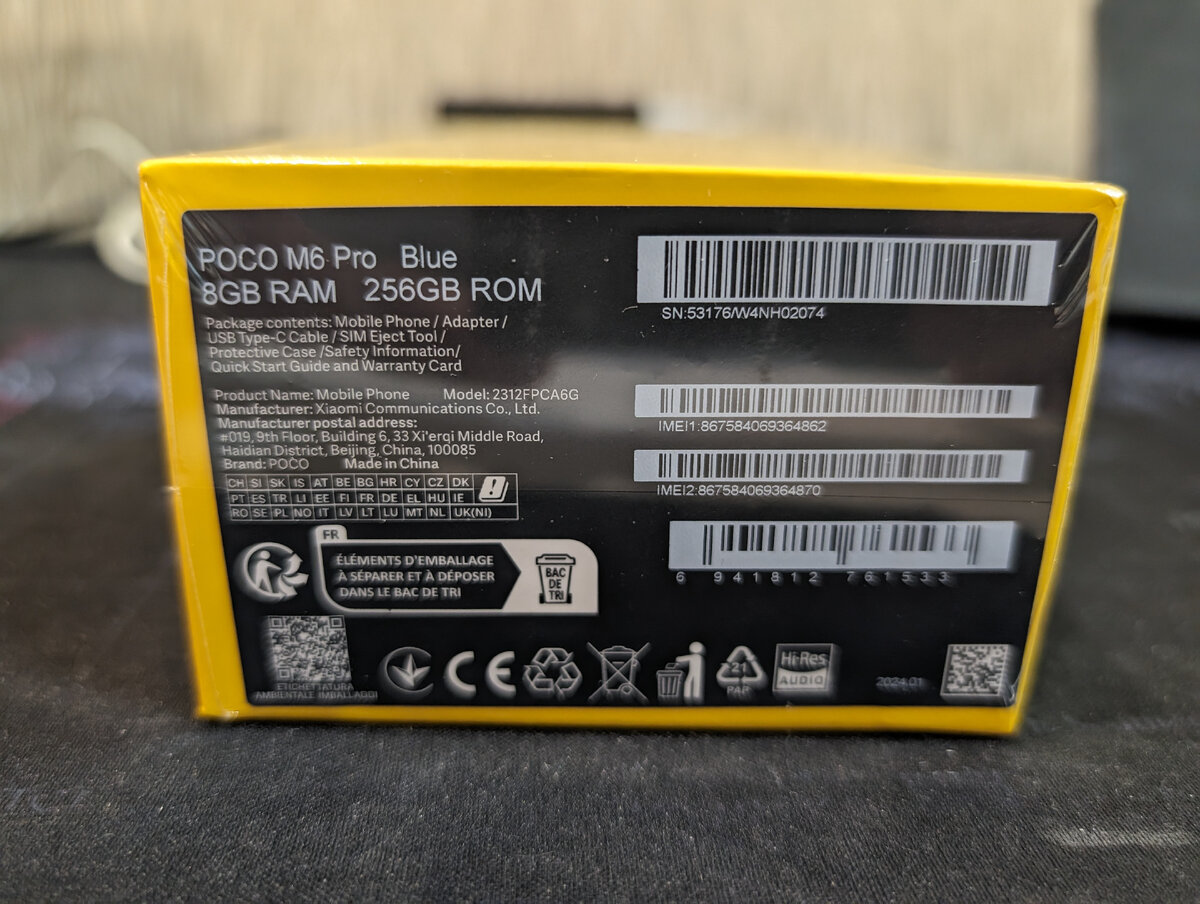 POCO M6 Pro Blue
8GB RAM 256GB ROM
Package contents: Mobile Phone / Adapter /
USB Type-C Cable / SIM Eject Tool /
Protective Case /Safety Information/
Quick Start Guide and Warranty Card
Product Name: Mobile Phone Model: 2312FPCA6G
Manufacturer: Xiaomi Communications Co., Ltd.
Manufacturer postal address:
#019, 9th Floor, Building 6, 33 Xi'erqi Middle Road,
Haidian District, Beijing, China, 100085
Brand: POCO Made in China
CH SI SK IS AT BE BG HR CY CZ DK
PT ES TR LI EE FI FR DE EL HU IE
RO SE PL NO IT LV LT LU MT NL UK(NI)
FR
ÉLÉMENTS D'EMBALLAGE
À SÉPARER ET À DÉPOSER
DANS LE BAC DE TRI
BAC
DE
TRI
ETICHETTATURA
AMBIENTALE IMBALLAGGI
SN:53176/W4NH02074
IMEI1:867584069364862
IMEI2:867584069364870
6 941812 761533
CE
21
PAP
Hi-Res
AUDIO
2024.01